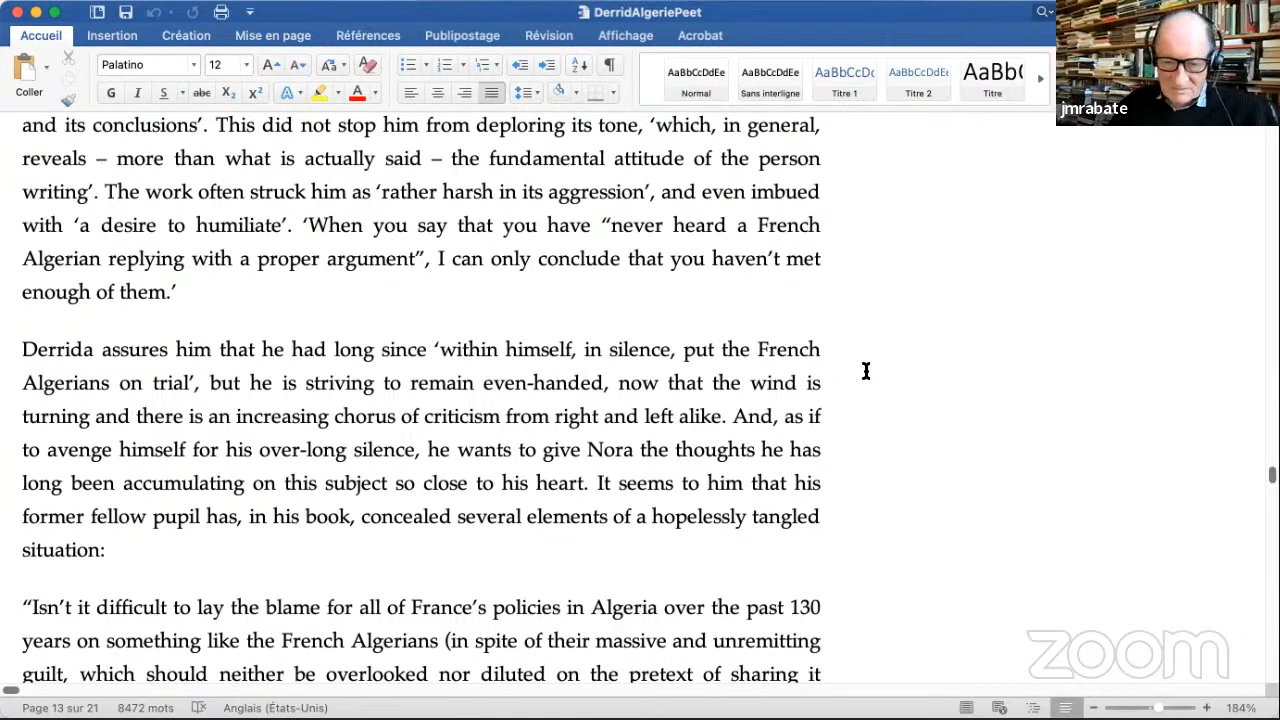 DerridAlgeriePeet
Accueil Insertion Création Mise en page Références Publipostage Révision Affichage Acrobat
Coller
Palatino 12
AaBbCcDdEe AaBbCcDdEe AaBbCcDc AaBbCcDdEe AaBb(
Normal Sans interligne Titre 1 Titre 2 Titre
jmrabate
and its conclusions’. This did not stop him from deploring its tone, ‘which, in general,
reveals – more than what is actually said – the fundamental attitude of the person
writing’. The work often struck him as ‘rather harsh in its aggression’, and even imbued
with ‘a desire to humiliate’. ‘When you say that you have “never heard a French
Algerian replying with a proper argument”, I can only conclude that you haven’t met
enough of them.’
Derrida assures him that he had long since ‘within himself, in silence, put the French
Algerians on trial’, but he is striving to remain even-handed, now that the wind is
turning and there is an increasing chorus of criticism from right and left alike. And, as if
to avenge himself for his over-long silence, he wants to give Nora the thoughts he has
long been accumulating on this subject so close to his heart. It seems to him that his
former fellow pupil has, in his book, concealed several elements of a hopelessly tangled
situation:
“Isn’t it difficult to lay the blame for all of France’s policies in Algeria over the past 130
years on something like the French Algerians (in spite of their massive and unremitting
guilt, which should neither be overlooked nor diluted on the pretext of sharing it
zoom
Page 13 sur 21 8472 mots Anglais (États-Unis) 184%